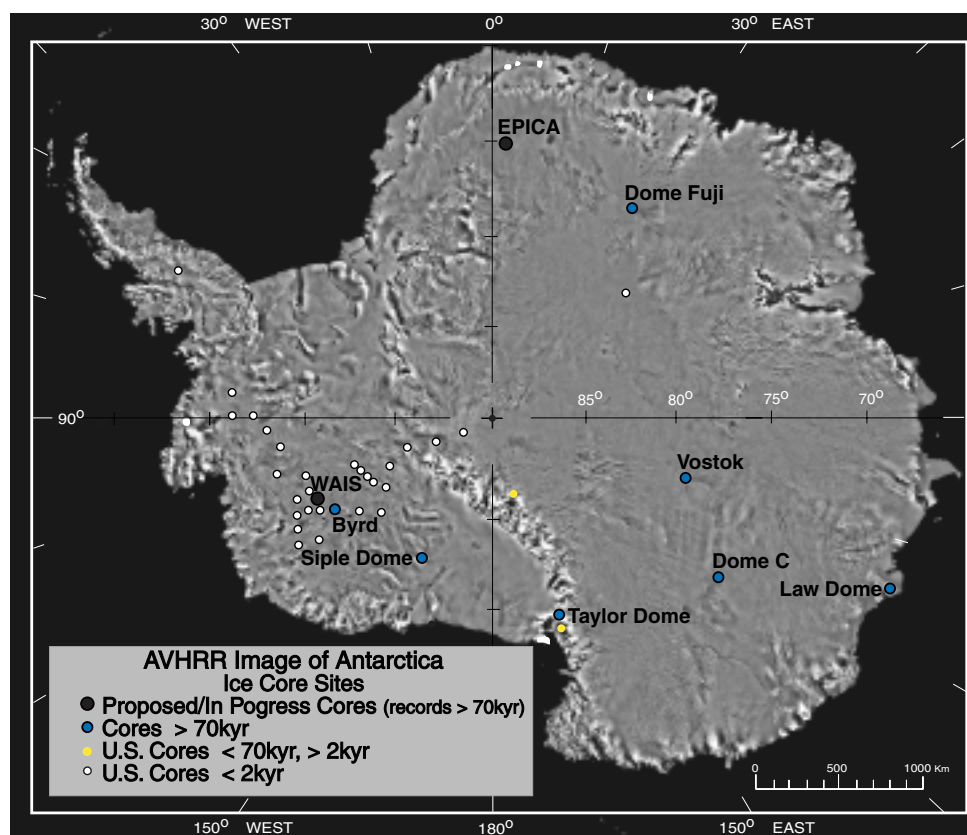 30° WEST 0° 30° EAST
EPICA
Dome Fuji
90° 85° 80° 75° 70°
Vostok
WAIS
Byrd
Siple Dome
Dome C
Law Dome
Taylor Dome
AVHRR Image of Antarctica
Ice Core Sites
Proposed/In Pogress Cores (records > 70kyr)
Cores > 70kyr
U.S. Cores < 70kyr, > 2kyr
U.S. Cores < 2kyr
0 500 1000 Km
150° WEST 180° 150° EAST